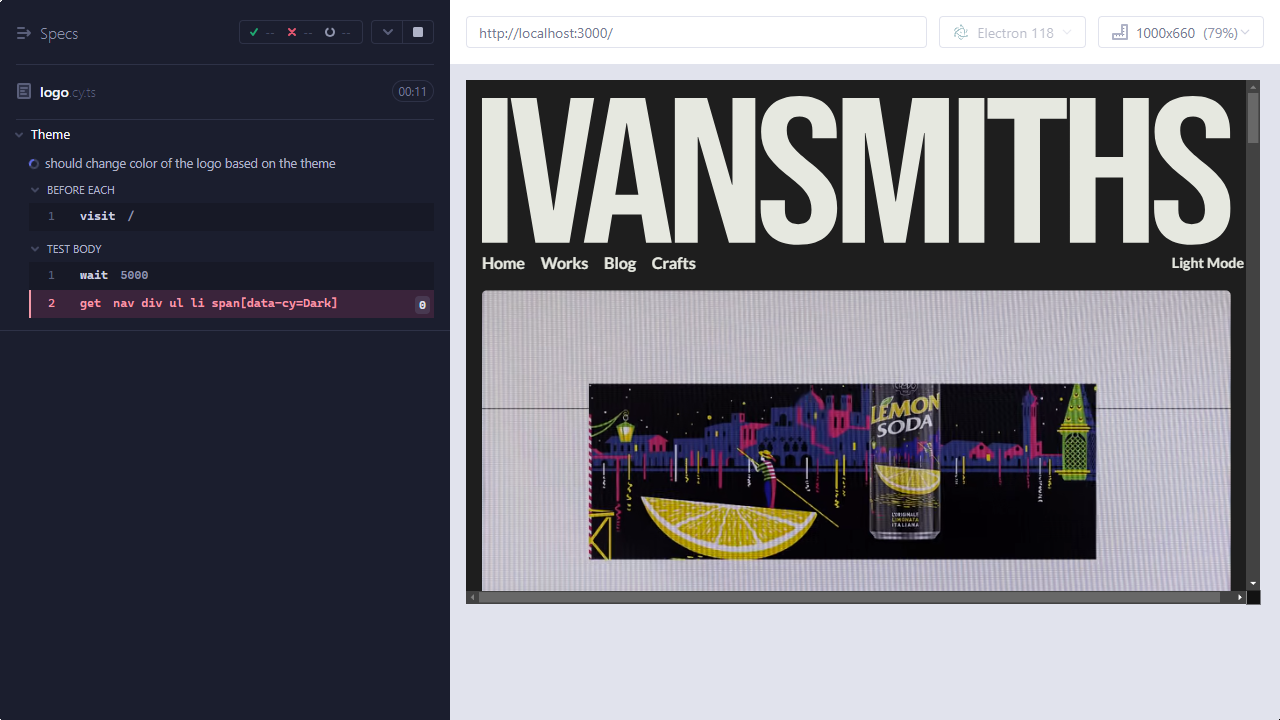 Specs
-- -- --
http://localhost:3000/
Electron 118
1000x660 (79%)
logo.cy.ts
00:11
Theme
should change color of the logo based on the theme
BEFORE EACH
1 visit /
TEST BODY
1 wait 5000
2 get nav div ul li span[data-cy=Dark] 0
IVANSMITHS
Home Works Blog Crafts
Light Mode
LEMON
SODA
L'ORIGINALE
LIMONATA
ITALIANA